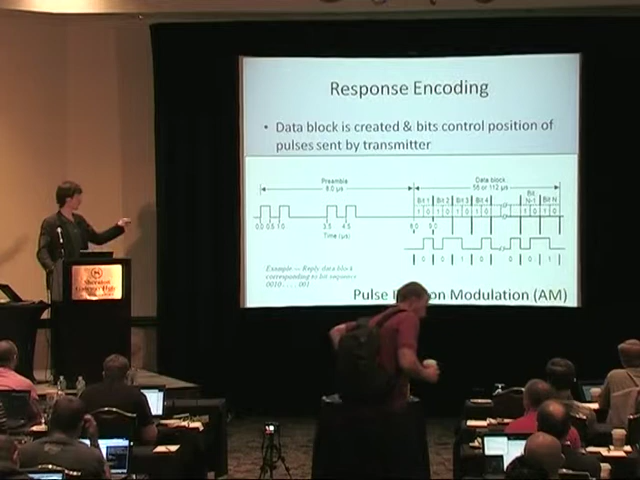 Response Encoding
• Data block is created & bits control position of
pulses sent by transmitter
Preamble
8.0 µs
Data block
56 or 112 µs
Bit 1 Bit 2 Bit 3 Bit 4 Bit N-1 Bit N
1 0 1 0 1 0 1 0 1 0 1 0
0.0 0.5 1.0 3.5 4.5 8.0 9.0
Time (µs)
0 0 1 0 0 0 1
Example — Reply data block
corresponding to bit sequence
0010 . . . . 001
Pulse Modulation (AM)
Sheraton